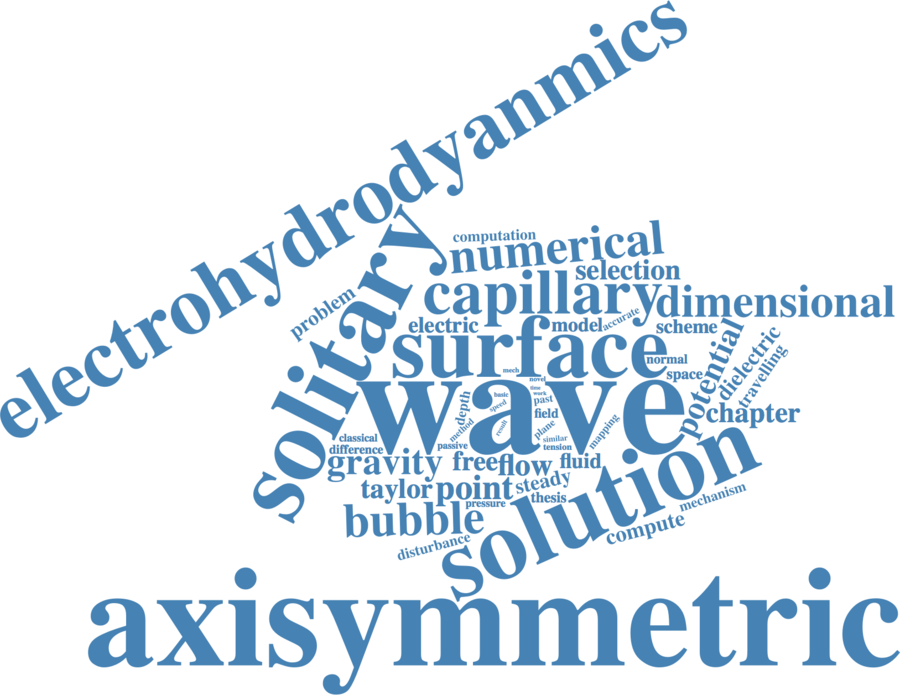 electrohydrodyanmics
solitary
computation
numerical
selection
capillary
dimensional
problem
electric
model
accurate
scheme
surface
normal
space
potential
dielectric
travelling
mech
novel
wave
time
basic
work
past
speed
depth
field
chapter
method
result
plane
mapping
classical
difference
passive
similar
tension
gravity
free
flow
fluid
solution
taylor
point
steady
pressure
thesis
mechanism
bubble
compute
disturbance
axisymmetric